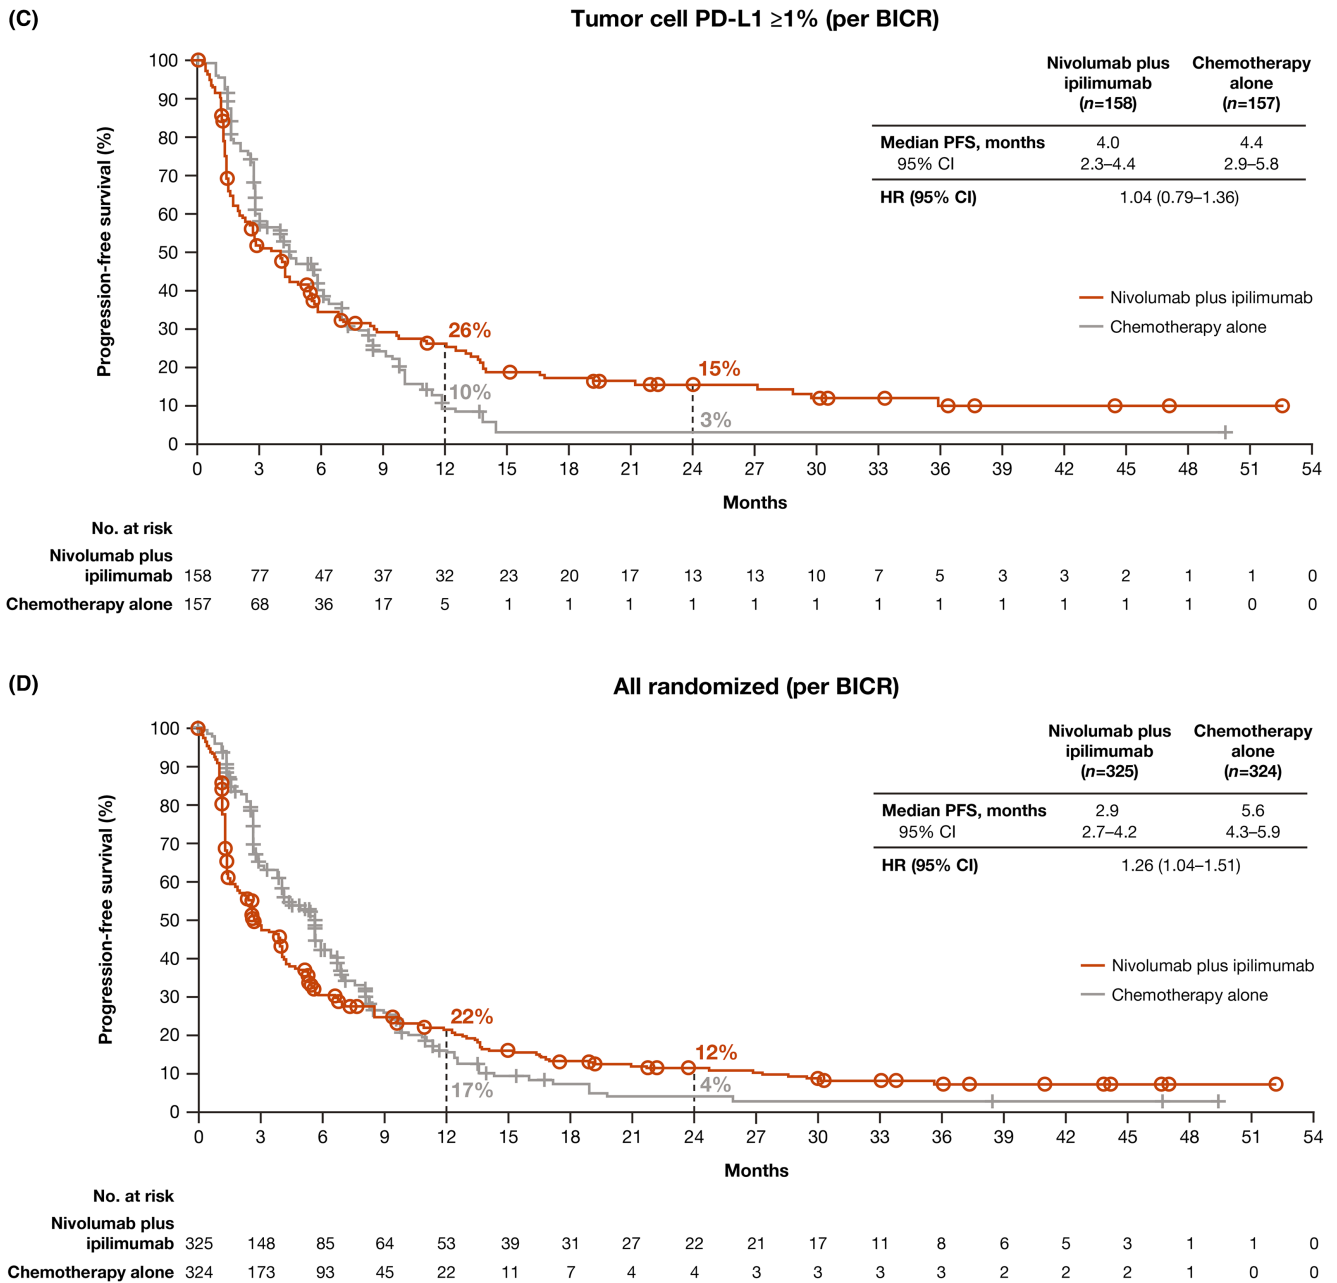 (C)
Tumor cell PD-L1 ≥1% (per BICR)
Nivolumab plus ipilimumab (n=158)
Chemotherapy alone (n=157)
Median PFS, months 4.0 4.4
95% CI 2.3–4.4 2.9–5.8
HR (95% CI) 1.04 (0.79–1.36)
Progression-free survival (%)
100
90
80
70
60
50
40
30
20
10
0
Nivolumab plus ipilimumab
Chemotherapy alone
26%
10%
15%
3%
0 3 6 9 12 15 18 21 24 27 30 33 36 39 42 45 48 51 54
Months
No. at risk
Nivolumab plus
ipilimumab 158 77 47 37 32 23 20 17 13 13 10 7 5 3 3 2 1 1 0
Chemotherapy alone 157 68 36 17 5 1 1 1 1 1 1 1 1 1 1 1 1 0 0
(D)
All randomized (per BICR)
Nivolumab plus ipilimumab (n=325)
Chemotherapy alone (n=324)
Median PFS, months 2.9 5.6
95% CI 2.7–4.2 4.3–5.9
HR (95% CI) 1.26 (1.04–1.51)
Progression-free survival (%)
100
90
80
70
60
50
40
30
20
10
0
Nivolumab plus ipilimumab
Chemotherapy alone
22%
17%
12%
4%
0 3 6 9 12 15 18 21 24 27 30 33 36 39 42 45 48 51 54
Months
No. at risk
Nivolumab plus
ipilimumab 325 148 85 64 53 39 31 27 22 21 17 11 8 6 5 3 1 1 0
Chemotherapy alone 324 173 93 45 22 11 7 4 4 3 3 3 3 2 2 2 1 0 0